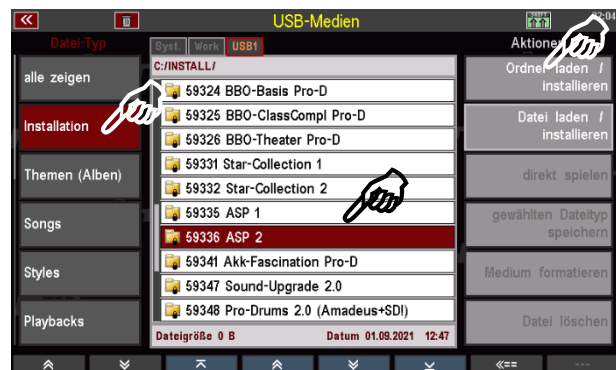 USB-Medien
02:04
Datei-Typ
Syst.
Work
USB1
alle zeigen
Installation
Themen (Alben)
Songs
Styles
Playbacks
C:/INSTALL/
59324 BBO-Basis Pro-D
59325 BBO-ClassCompl Pro-D
59326 BBO-Theater Pro-D
59331 Star-Collection 1
59332 Star-Collection 2
59335 ASP 1
59336 ASP 2
59341 Akk-Fascination Pro-D
59347 Sound-Upgrade 2.0
59348 Pro-Drums 2.0 (Amadeus+SD!)
Dateigröße 0 B
Datum 01.09.2021 12:47
Ordner laden /
installieren
Datei laden /
installieren
direkt spielen
gewählten Dateityp
speichern
Medium formatieren
Datei löschen
«==
---